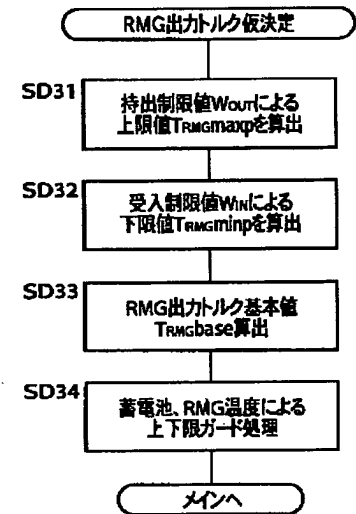 RMG出力トルク仮決定
SD31
持出制限値WOUTによる
上限値TRMGmaxpを算出
SD32
受入制限値WINによる
下限値TRMGminpを算出
SD33
RMG出力トルク基本値
TRMGbase算出
SD34
蓄電池、RMG温度による
上下限ガード処理
メインへ